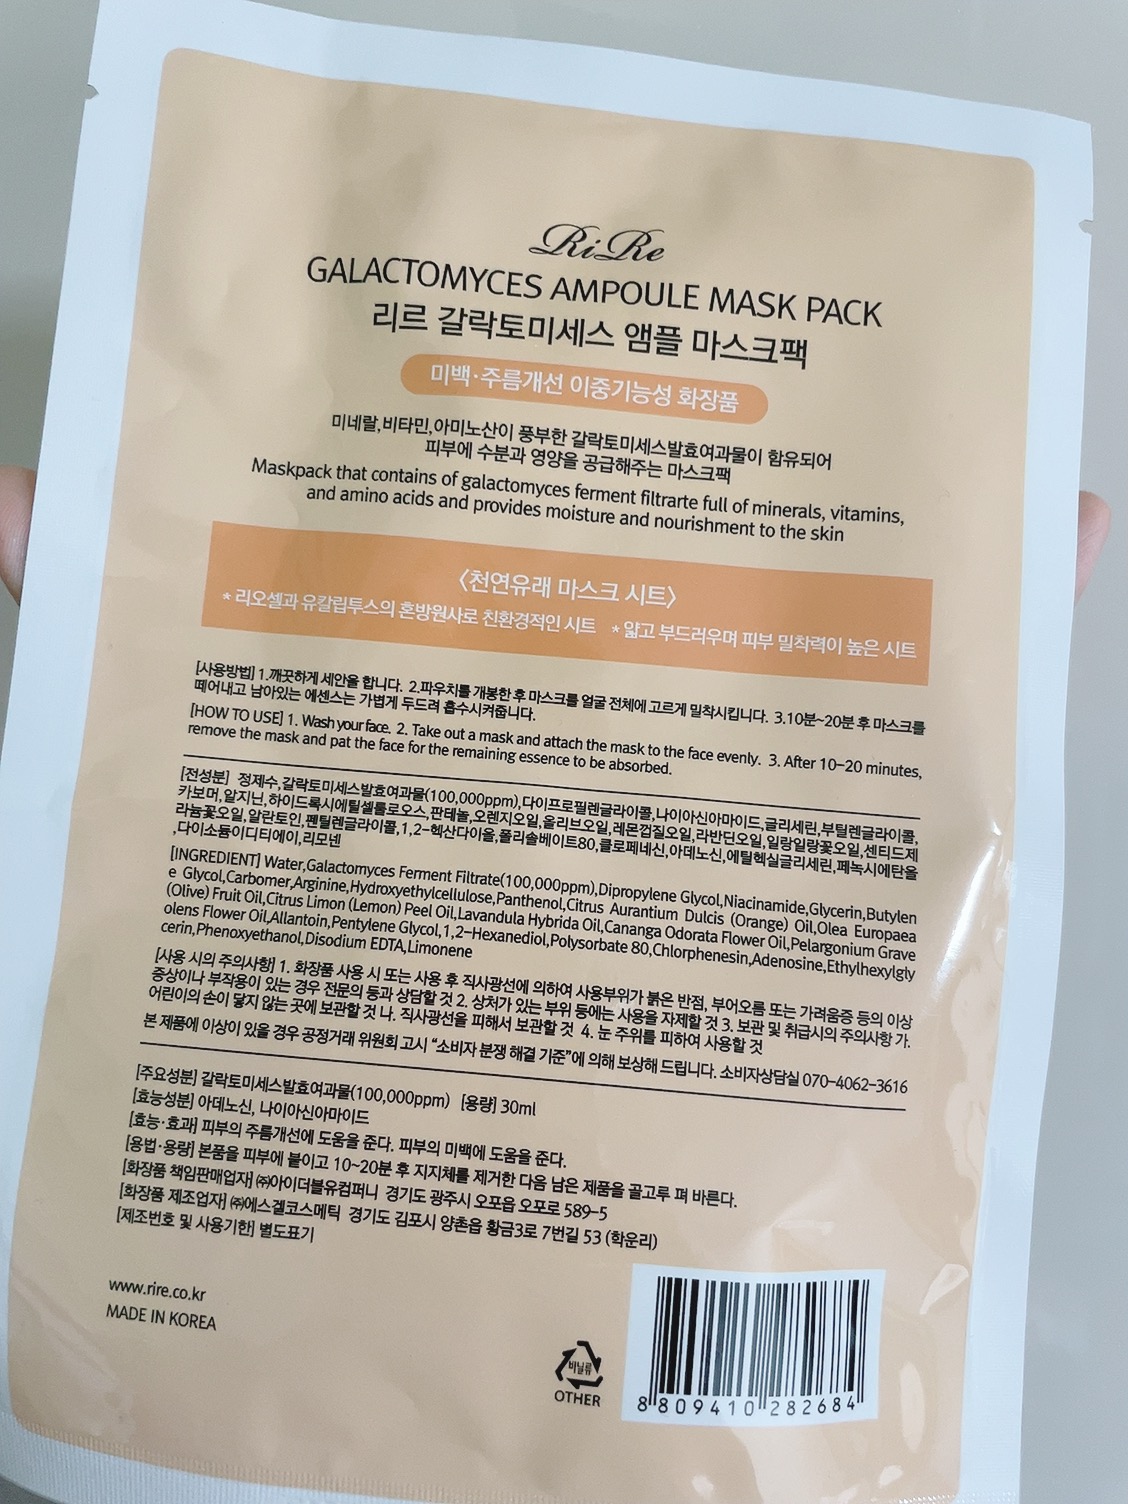 RiRe
GALACTOMYCES AMPOULE MASK PACK
리르 갈락토미세스 앰플 마스크팩
미백·주름개선 이중기능성 화장품
미네랄,비타민,아미노산이 풍부한 갈락토미세스발효여과물이 함유되어
피부에 수분과 영양을 공급해주는 마스크팩
Maskpack that contains of galactomyces ferment filtrarte full of minerals, vitamins,
and amino acids and provides moisture and nourishment to the skin
〈천연유래 마스크 시트〉
* 리오셀과 유칼립투스의 혼방원사로 친환경적인 시트 * 얇고 부드러우며 피부 밀착력이 높은 시트
[사용방법] 1.깨끗하게 세안을 합니다. 2.파우치를 개봉한 후 마스크를 얼굴 전체에 고르게 밀착시킵니다. 3.10분~20분 후 마스크를
떼어내고 남아있는 에센스는 가볍게 두드려 흡수시켜줍니다.
[HOW TO USE] 1. Wash your face. 2. Take out a mask and attach the mask to the face evenly. 3. After 10-20 minutes,
remove the mask and pat the face for the remaining essence to be absorbed.
[전성분] 정제수,갈락토미세스발효여과물(100,000ppm),다이프로필렌글라이콜,나이아신아마이드,글리세린,부틸렌글라이콜,
카보머,알지닌,하이드록시에틸셀룰로오스,판테놀,오렌지오일,올리브오일,레몬껍질오일,라반딘오일,일랑일랑꽃오일,센티드제
라늄꽃오일,알란토인,펜틸렌글라이콜,1,2-헥산다이올,폴리솔베이트80,클로페네신,아데노신,에틸헥실글리세린,페녹시에탄올
,다이소듐이디티에이,리모넨
[INGREDIENT] Water,Galactomyces Ferment Filtrate(100,000ppm),Dipropylene Glycol,Niacinamide,Glycerin,Butylen
e Glycol,Carbomer,Arginine,Hydroxyethylcellulose,Panthenol,Citrus Aurantium Dulcis (Orange) Oil,Olea Europaea
(Olive) Fruit Oil,Citrus Limon (Lemon) Peel Oil,Lavandula Hybrida Oil,Cananga Odorata Flower Oil,Pelargonium Grave
olens Flower Oil,Allantoin,Pentylene Glycol,1,2-Hexanediol,Polysorbate 80,Chlorphenesin,Adenosine,Ethylhexylgly
cerin,Phenoxyethanol,Disodium EDTA,Limonene
[사용 시의 주의사항] 1. 화장품 사용 시 또는 사용 후 직사광선에 의하여 사용부위가 붉은 반점, 부어오름 또는 가려움증 등의 이상
증상이나 부작용이 있는 경우 전문의 등과 상담할 것 2. 상처가 있는 부위 등에는 사용을 자제할 것 3. 보관 및 취급시의 주의사항 가.
어린이의 손이 닿지 않는 곳에 보관할 것 나. 직사광선을 피해서 보관할 것 4. 눈 주위를 피하여 사용할 것
본 제품에 이상이 있을 경우 공정거래 위원회 고시 “소비자 분쟁 해결 기준”에 의해 보상해 드립니다. 소비자상담실 070-4062-3616
[주요성분] 갈락토미세스발효여과물(100,000ppm) [용량] 30ml
[효능성분] 아데노신, 나이아신아마이드
[효능·효과] 피부의 주름개선에 도움을 준다. 피부의 미백에 도움을 준다.
[용법·용량] 본품을 피부에 붙이고 10~20분 후 지지체를 제거한 다음 남은 제품을 골고루 펴 바른다.
[화장품 책임판매업자] ㈜아이더블유컴퍼니 경기도 광주시 오포읍 오포로 589-5
[화장품 제조업자] ㈜에스겔코스메틱 경기도 김포시 양촌읍 황금3로 7번길 53 (학운리)
[제조번호 및 사용기한] 별도표기
www.rire.co.kr
MADE IN KOREA
비닐류
OTHER
8 809410 282684